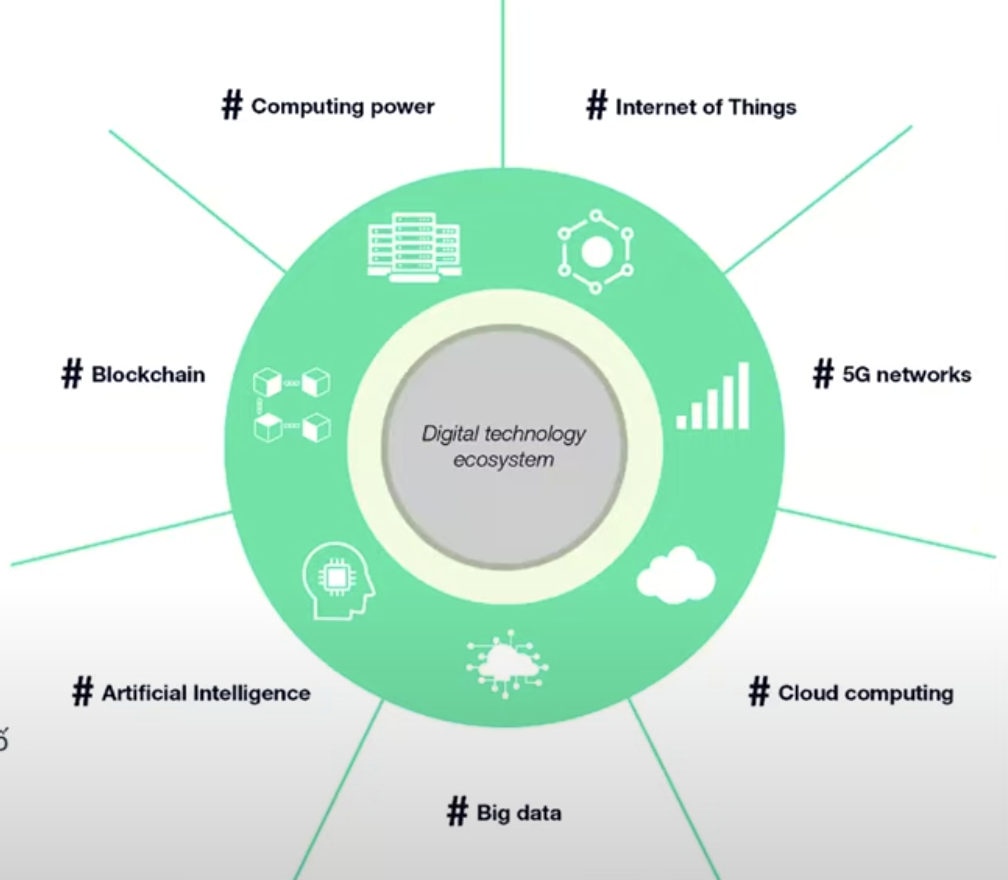 # Computing power
# Internet of Things
# Blockchain
# 5G networks
Digital technology
ecosystem
# Artificial Intelligence
# Cloud computing
ố
# Big data